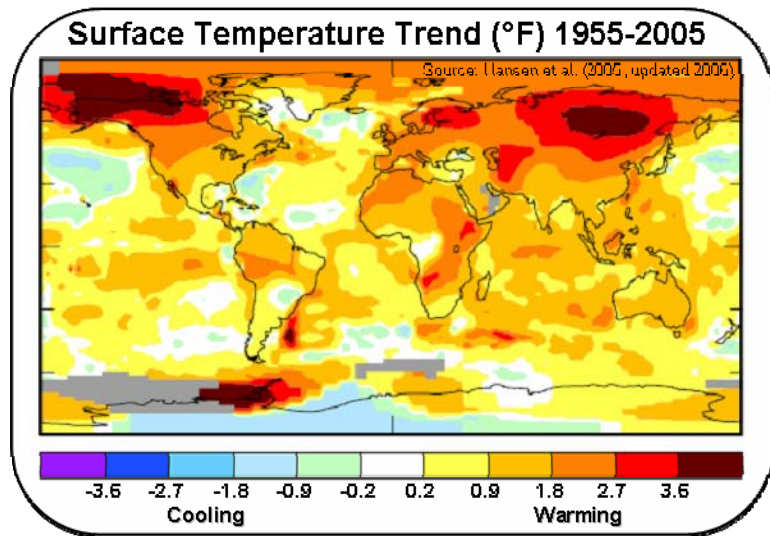 Surface Temperature Trend (°F) 1955-2005
Source: Hansen et al. (2006, updated 2006)
-3.6 -2.7 -1.8 -0.9 -0.2 0.2 0.9 1.8 2.7 3.6
Cooling Warming